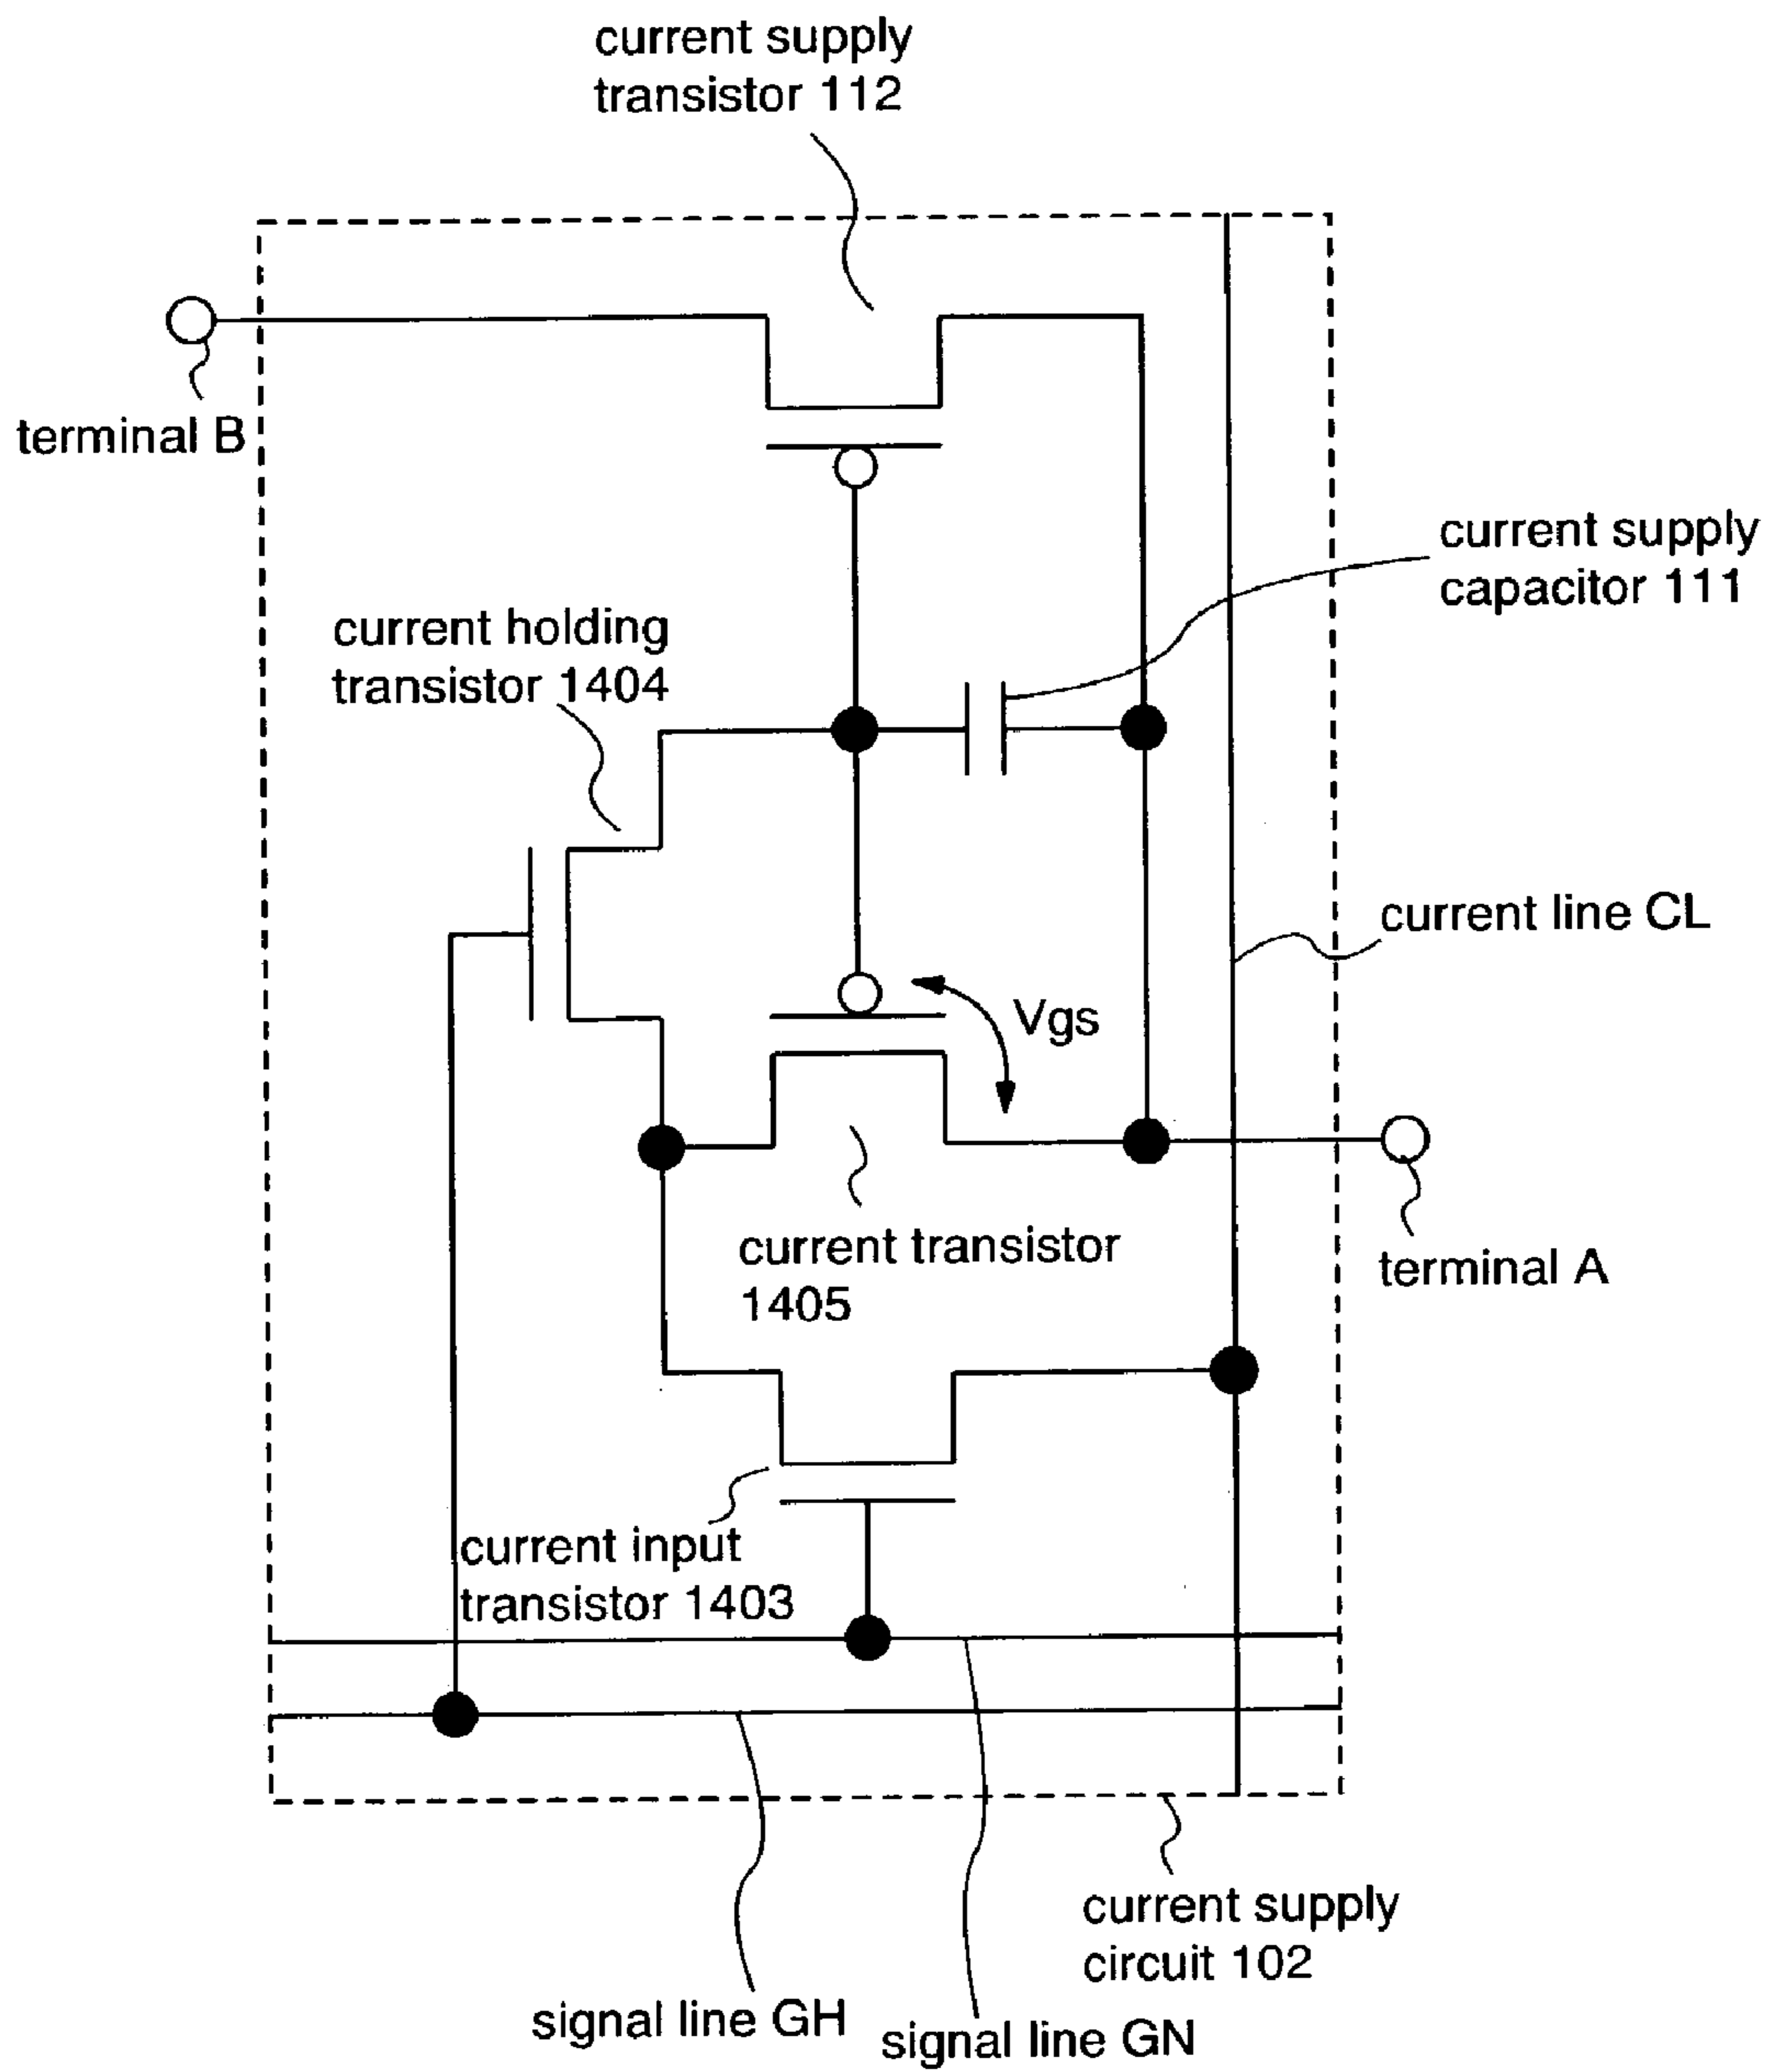 current supply
transistor 112
terminal B
current supply
capacitor 111
current holding
transistor 1404
current line CL
Vgs
current transistor
1405
terminal A
current input
transistor 1403
current supply
circuit 102
signal line GH
signal line GN